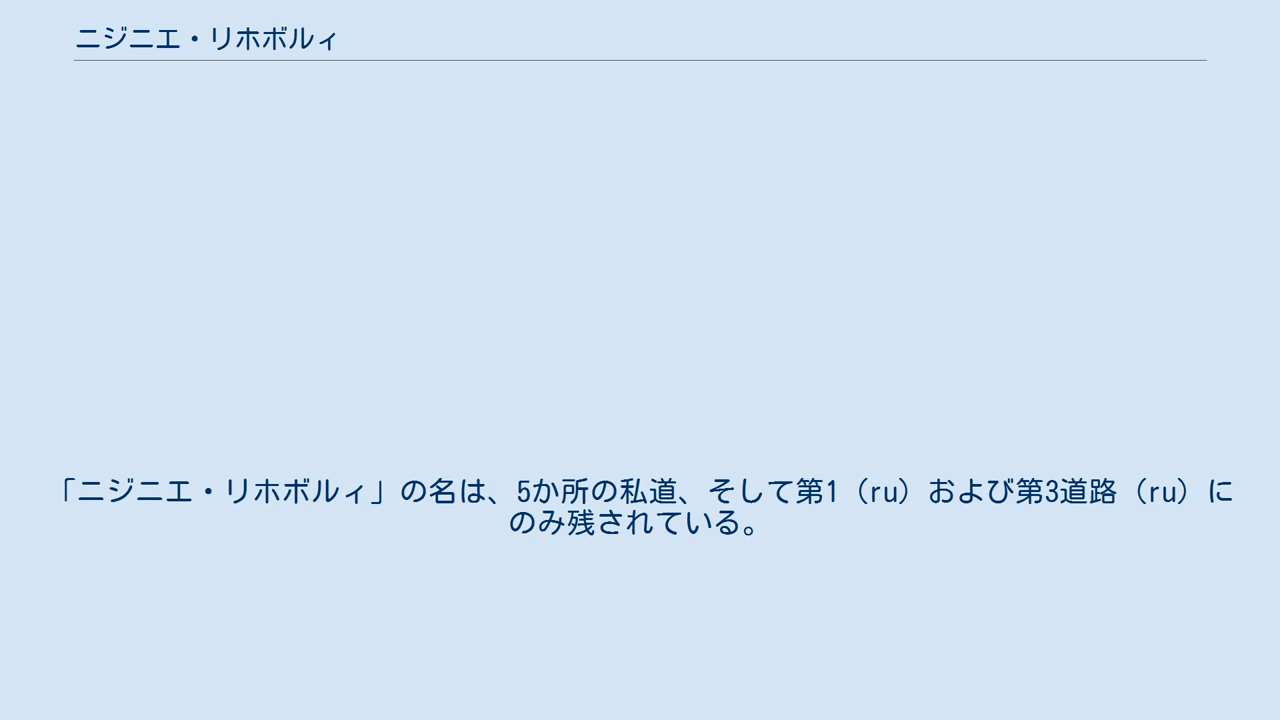 ニジニエ・リホボルィ
「ニジニエ・リホボルィ」の名は、5か所の私道、そして第1（ru）および第3道路（ru）に
のみ残されている。